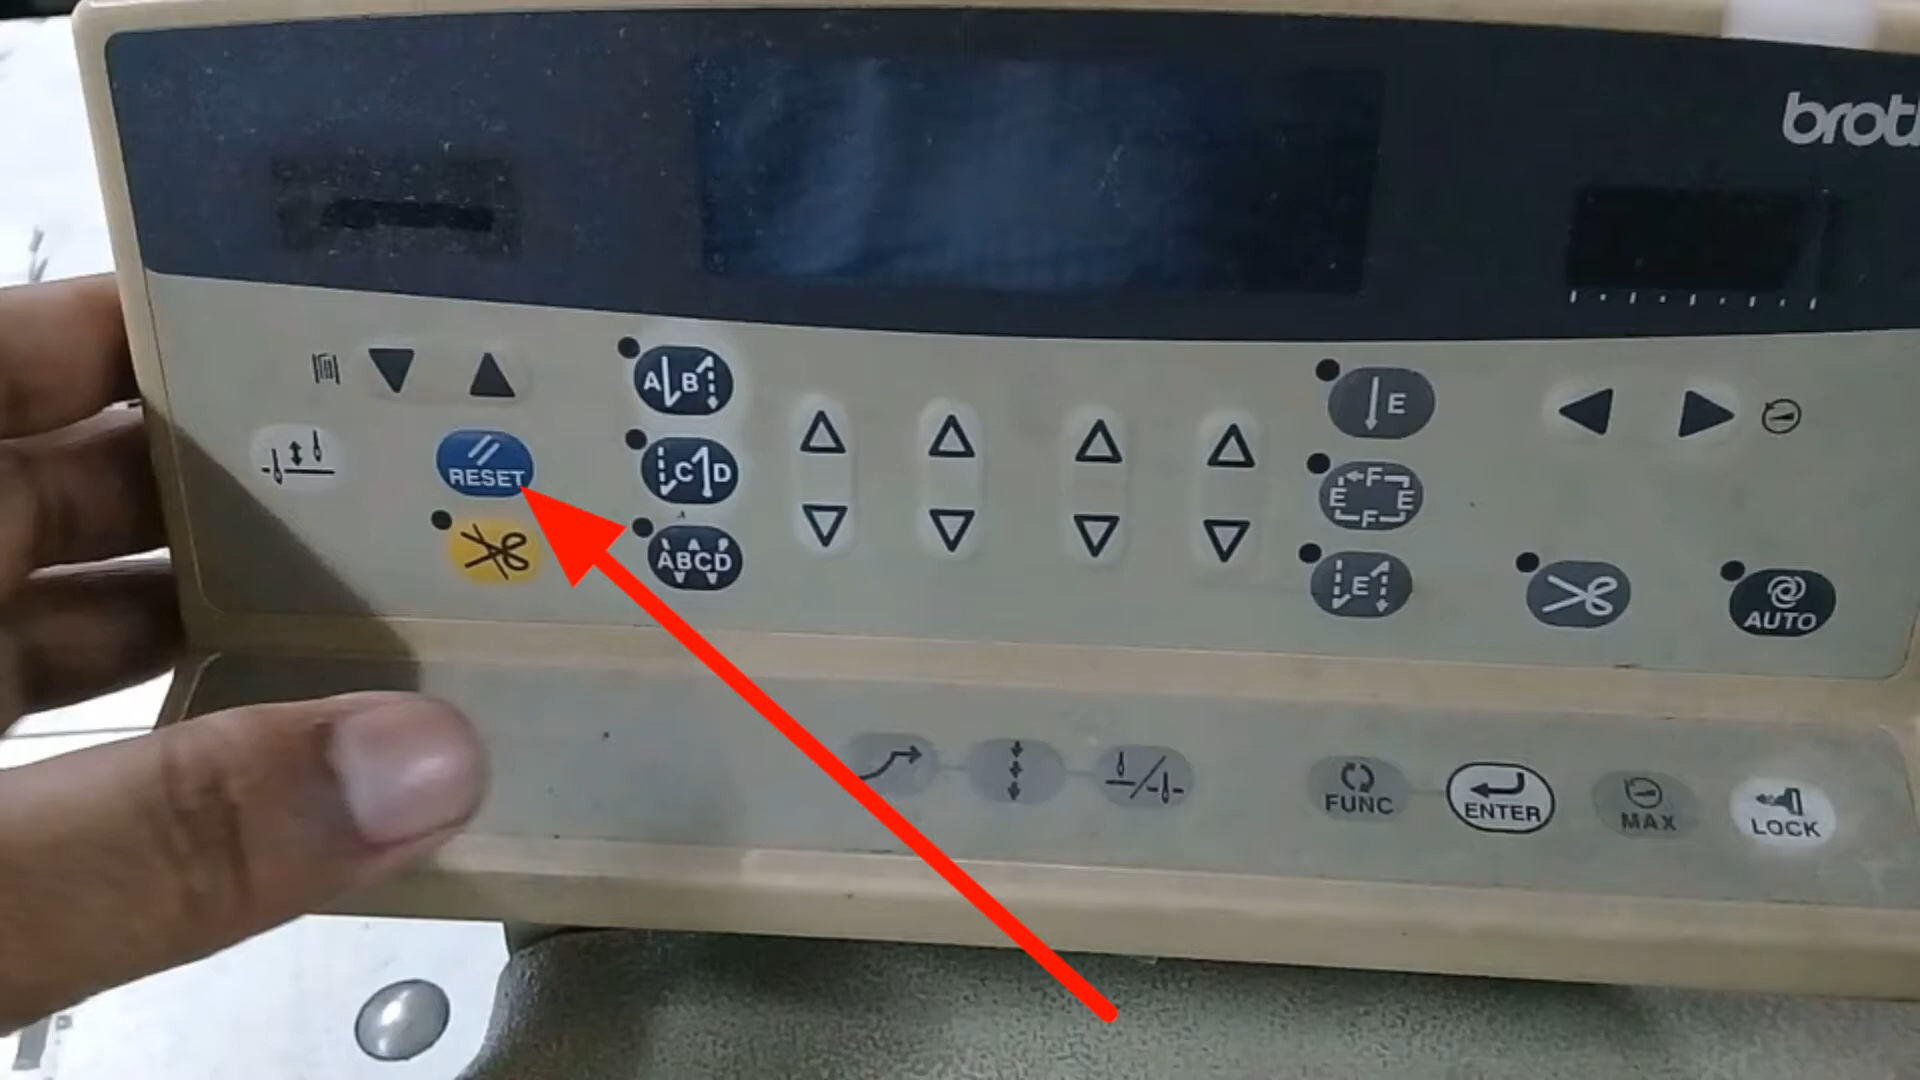 brot
A B
RESET
C D
ABCD
E
F
E E
F
E
AUTO
FUNC
ENTER
MAX
LOCK